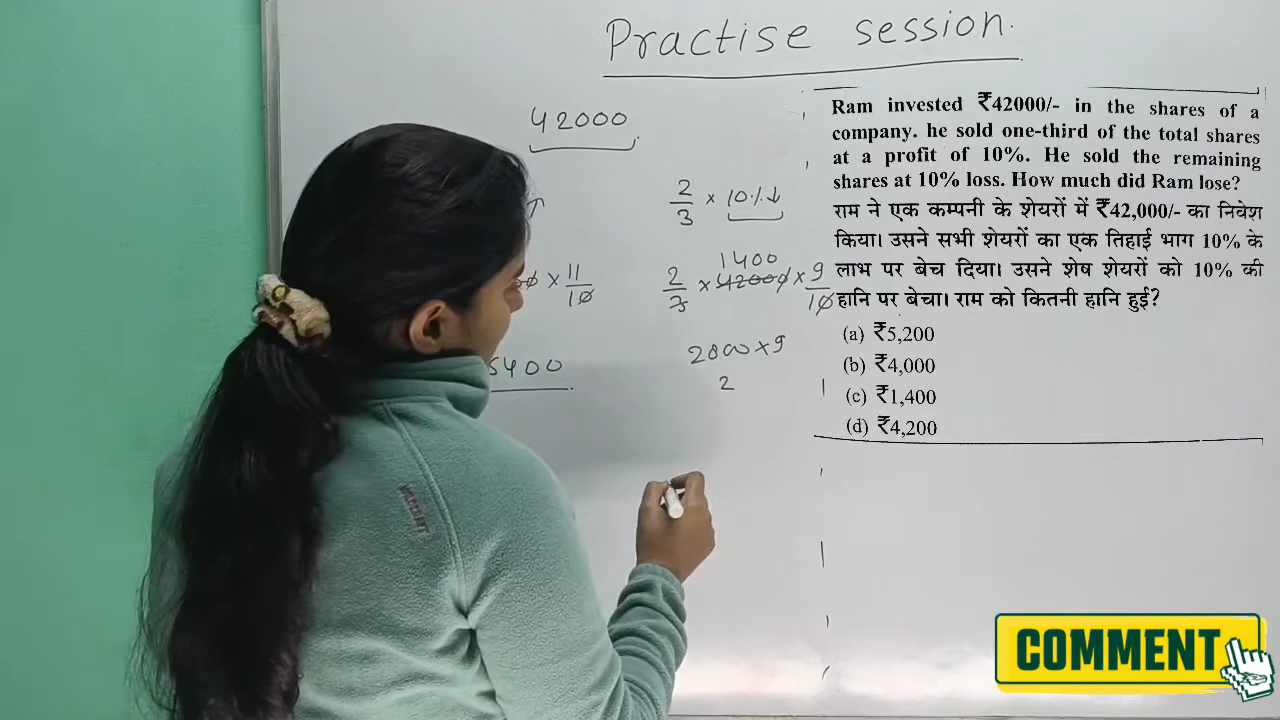 Practise session.
42000
2/3 × 10%↓
1400
× 11/10
2/3 × 42000 × 9/10
2800 × 9
5400
2
Ram invested ₹42000/- in the shares of a
company. he sold one-third of the total shares
at a profit of 10%. He sold the remaining
shares at 10% loss. How much did Ram lose?
राम ने एक कम्पनी के शेयरों में ₹42,000/- का निवेश
किया। उसने सभी शेयरों का एक तिहाई भाग 10% के
लाभ पर बेच दिया। उसने शेष शेयरों को 10% की
हानि पर बेचा। राम को कितनी हानि हुई?
(a) ₹5,200
(b) ₹4,000
(c) ₹1,400
(d) ₹4,200
COMMENT